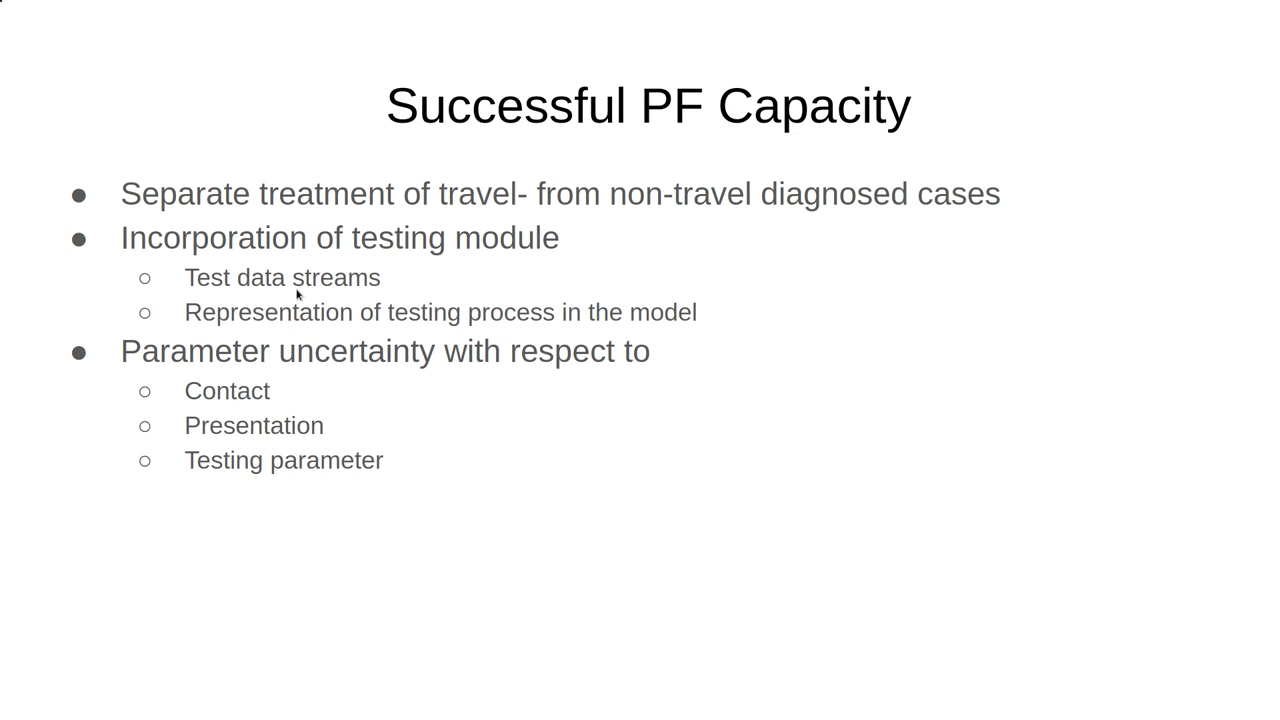 Successful PF Capacity
● Separate treatment of travel- from non-travel diagnosed cases
● Incorporation of testing module
○ Test data streams
○ Representation of testing process in the model
● Parameter uncertainty with respect to
○ Contact
○ Presentation
○ Testing parameter